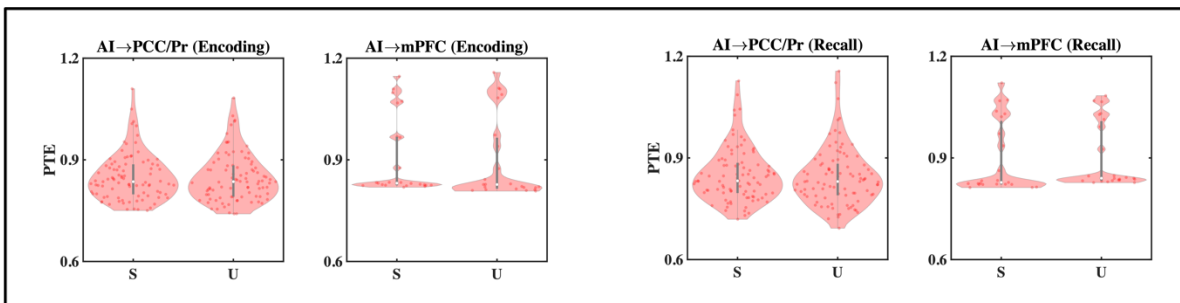 AI→PCC/Pr (Encoding)
1.2
0.9
0.6
PTE
S U
AI→mPFC (Encoding)
1.2
0.9
0.6
S U
AI→PCC/Pr (Recall)
1.2
0.9
0.6
PTE
S U
AI→mPFC (Recall)
1.2
0.9
0.6
S U